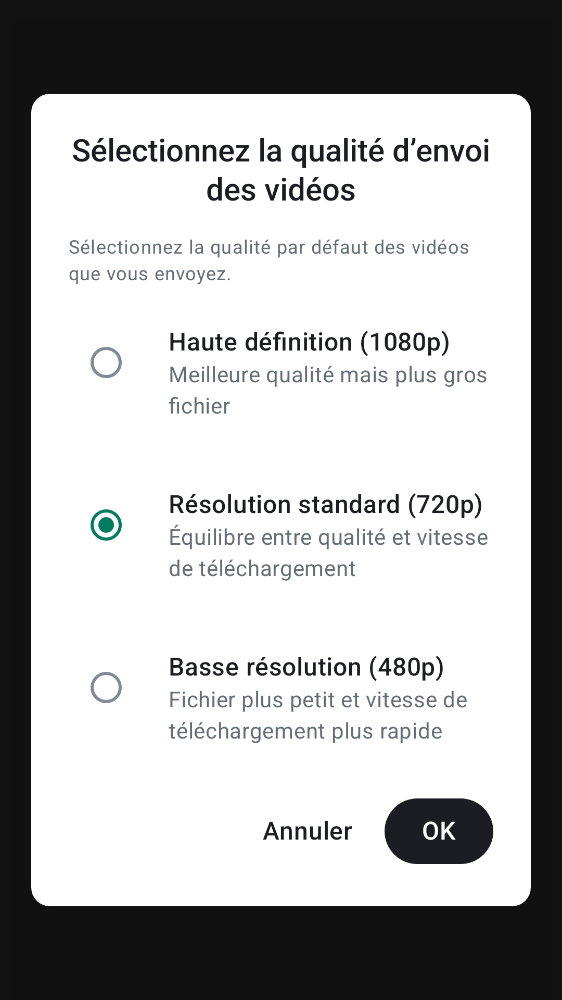 Sélectionnez la qualité d’envoi
des vidéos
Sélectionnez la qualité par défaut des vidéos
que vous envoyez.
Haute définition (1080p)
Meilleure qualité mais plus gros
fichier
Résolution standard (720p)
Équilibre entre qualité et vitesse
de téléchargement
Basse résolution (480p)
Fichier plus petit et vitesse de
téléchargement plus rapide
Annuler OK